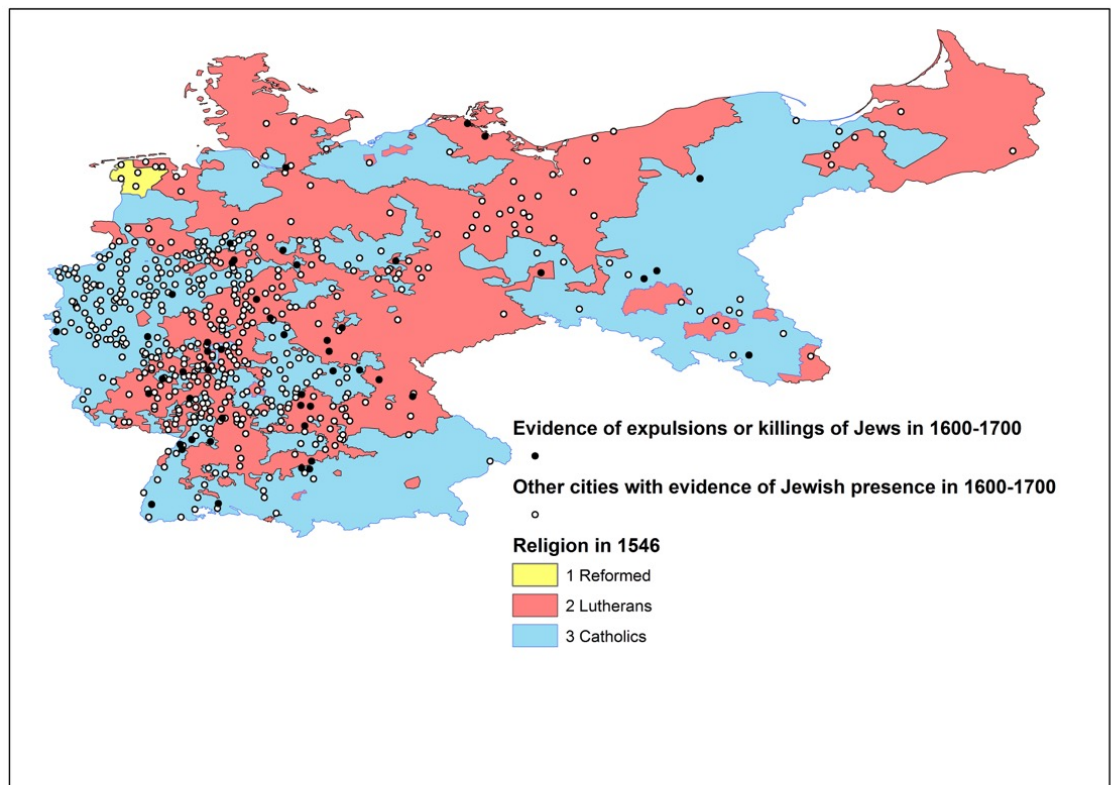 Evidence of expulsions or killings of Jews in 1600-1700
Other cities with evidence of Jewish presence in 1600-1700
Religion in 1546
1 Reformed
2 Lutherans
3 Catholics